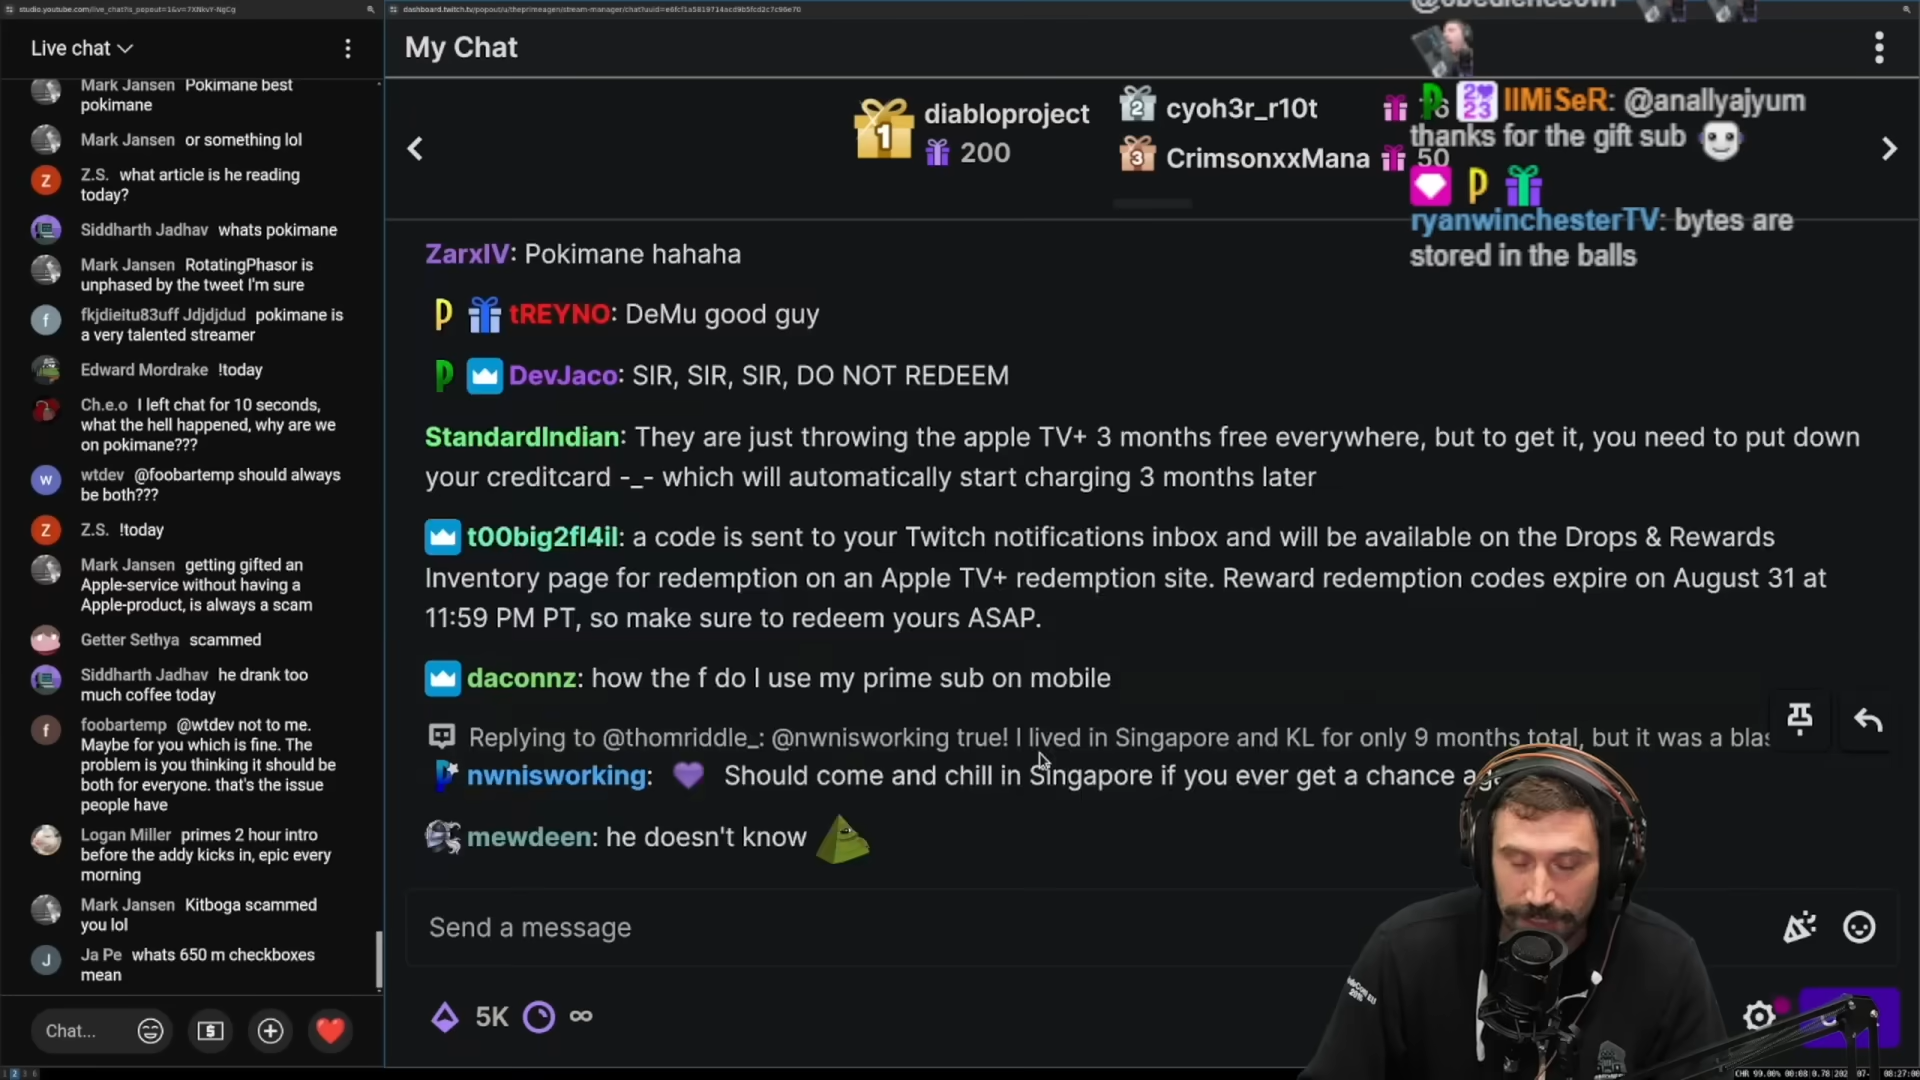 studio.youtube.com/live_chat?is_popout=1&v=7XNkvY-NgCg
Live chat
Mark Jansen Pokimane best
pokimane
Mark Jansen or something lol
Z.S. what article is he reading
today?
Siddharth Jadhav whats pokimane
Mark Jansen RotatingPhasor is
unphased by the tweet I'm sure
fkjdieitu83uff Jdjdjdud pokimane is
a very talented streamer
Edward Mordrake !today
Ch.e.o I left chat for 10 seconds,
what the hell happened, why are we
on pokimane???
wtdev @foobartemp should always
be both???
Z.S. !today
Mark Jansen getting gifted an
Apple-service without having a
Apple-product, is always a scam
Getter Sethya scammed
Siddharth Jadhav he drank too
much coffee today
foobartemp @wtdev not to me.
Maybe for you which is fine. The
problem is you thinking it should be
both for everyone. that's the issue
people have
Logan Miller primes 2 hour intro
before the addy kicks in, epic every
morning
Mark Jansen Kitboga scammed
you lol
Ja Pe whats 650 m checkboxes
mean
Chat...
My Chat
1 diabloproject
200
2 cyoh3r_r10t
3 CrimsonxxMana 50
ZarxIV: Pokimane hahaha
tREYNO: DeMu good guy
DevJaco: SIR, SIR, SIR, DO NOT REDEEM
StandardIndian: They are just throwing the apple TV+ 3 months free everywhere, but to get it, you need to put down
your creditcard -_- which will automatically start charging 3 months later
t00big2fl4il: a code is sent to your Twitch notifications inbox and will be available on the Drops & Rewards
Inventory page for redemption on an Apple TV+ redemption site. Reward redemption codes expire on August 31 at
11:59 PM PT, so make sure to redeem yours ASAP.
daconnz: how the f do I use my prime sub on mobile
Replying to @thomriddle_: @nwnisworking true! I lived in Singapore and KL for only 9 months total, but it was a blas
nwnisworking: Should come and chill in Singapore if you ever get a chance
mewdeen: he doesn't know
Send a message
5K ∞
IIMiSeR: @anallyajyum
thanks for the gift sub
ryanwinchesterTV: bytes are
stored in the balls